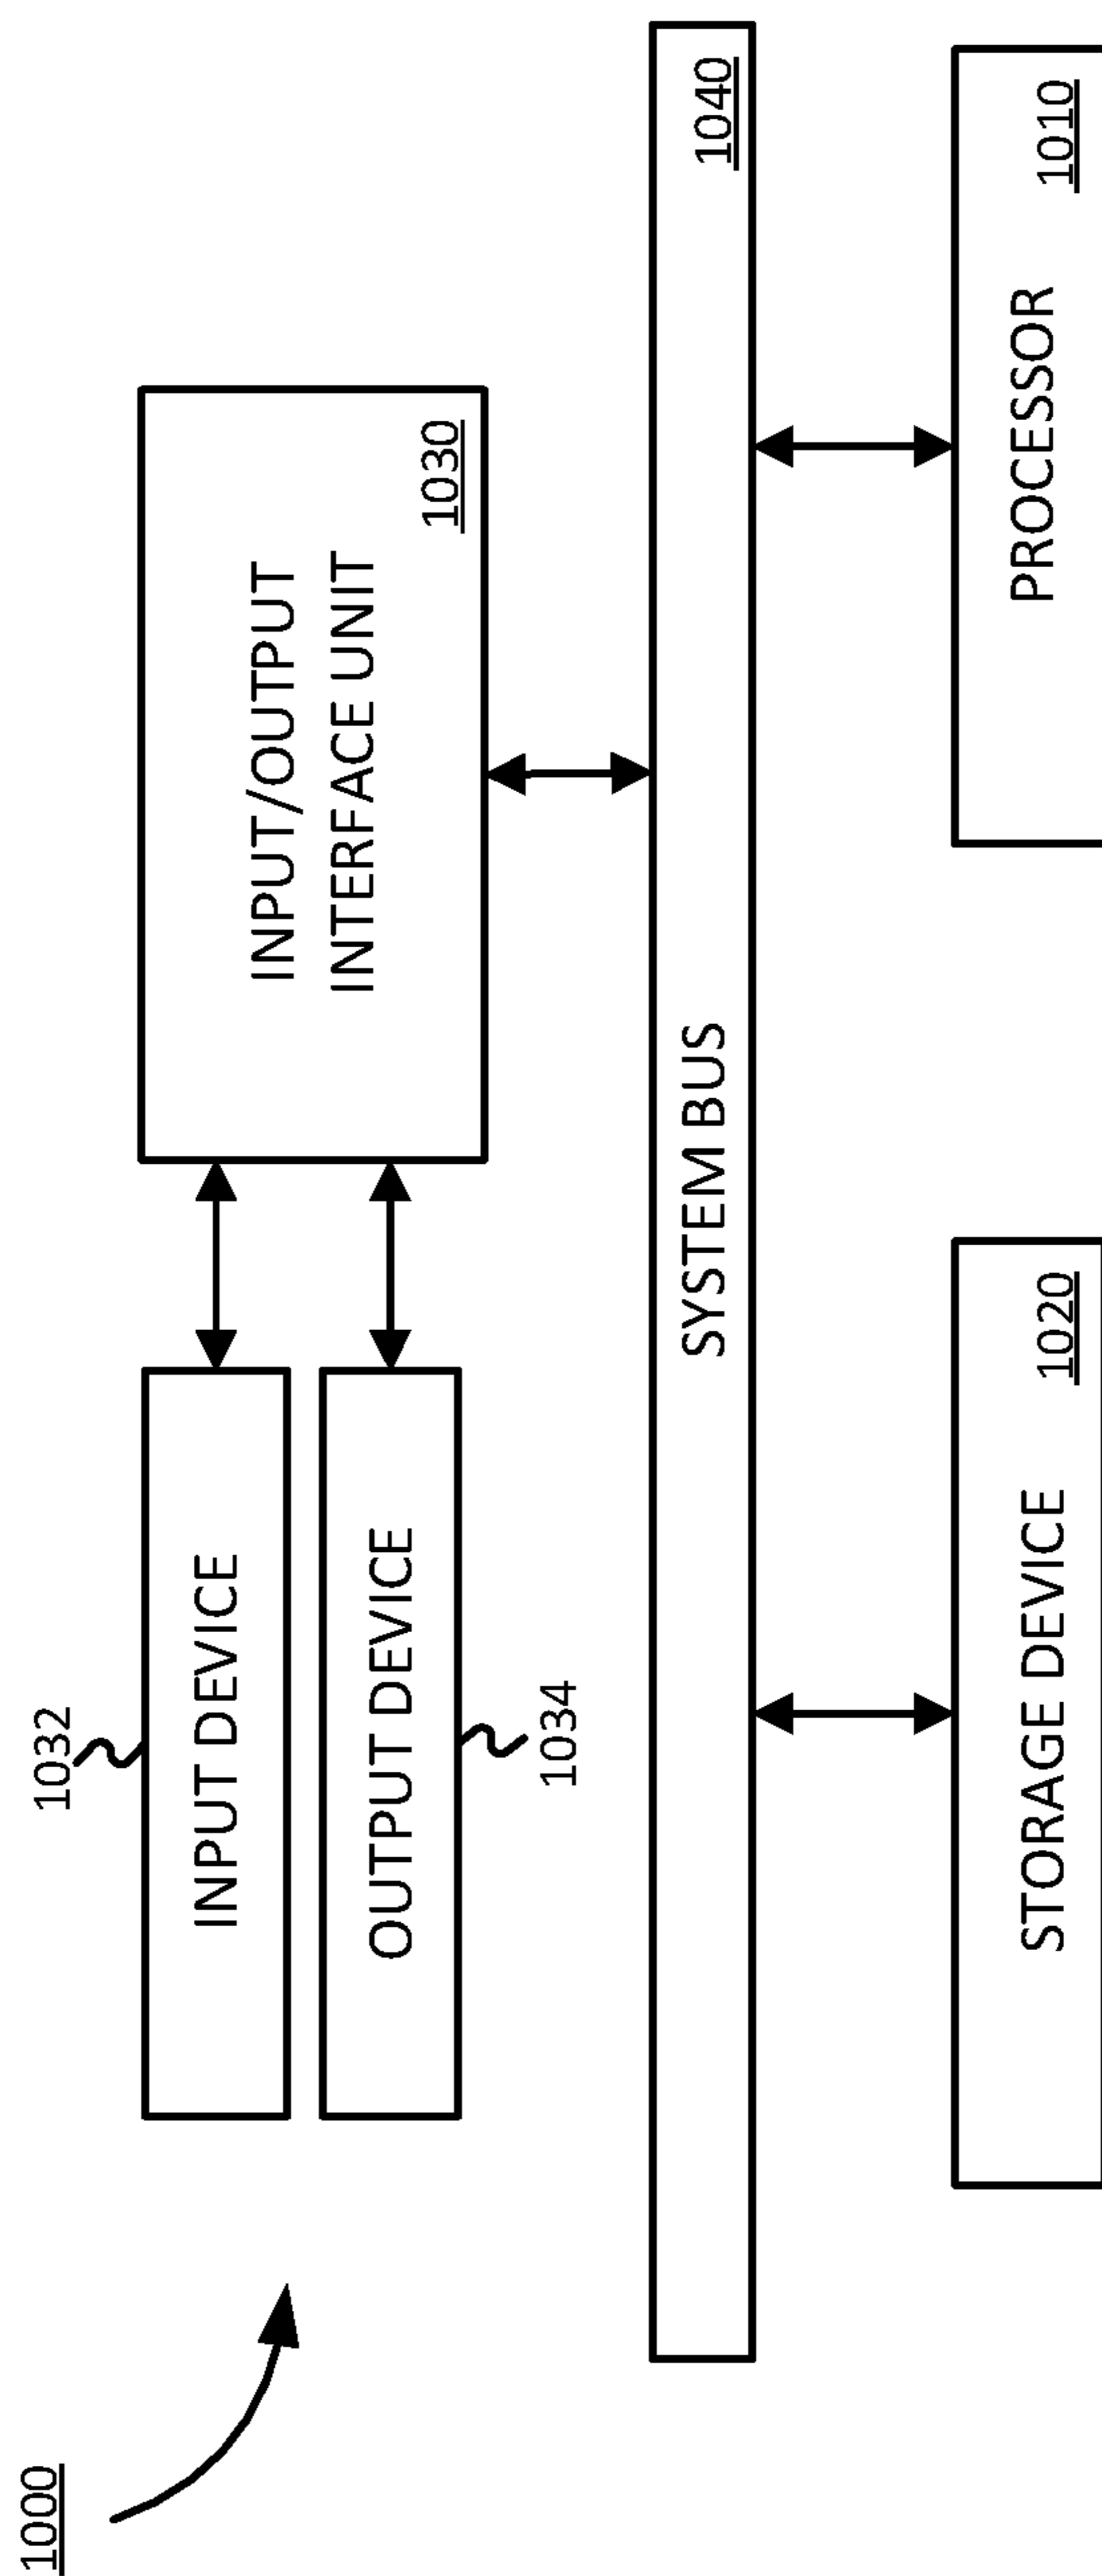 1000
1032
INPUT DEVICE
OUTPUT DEVICE
1034
INPUT/OUTPUT
INTERFACE UNIT
1030
SYSTEM BUS
1040
STORAGE DEVICE
1020
PROCESSOR
1010